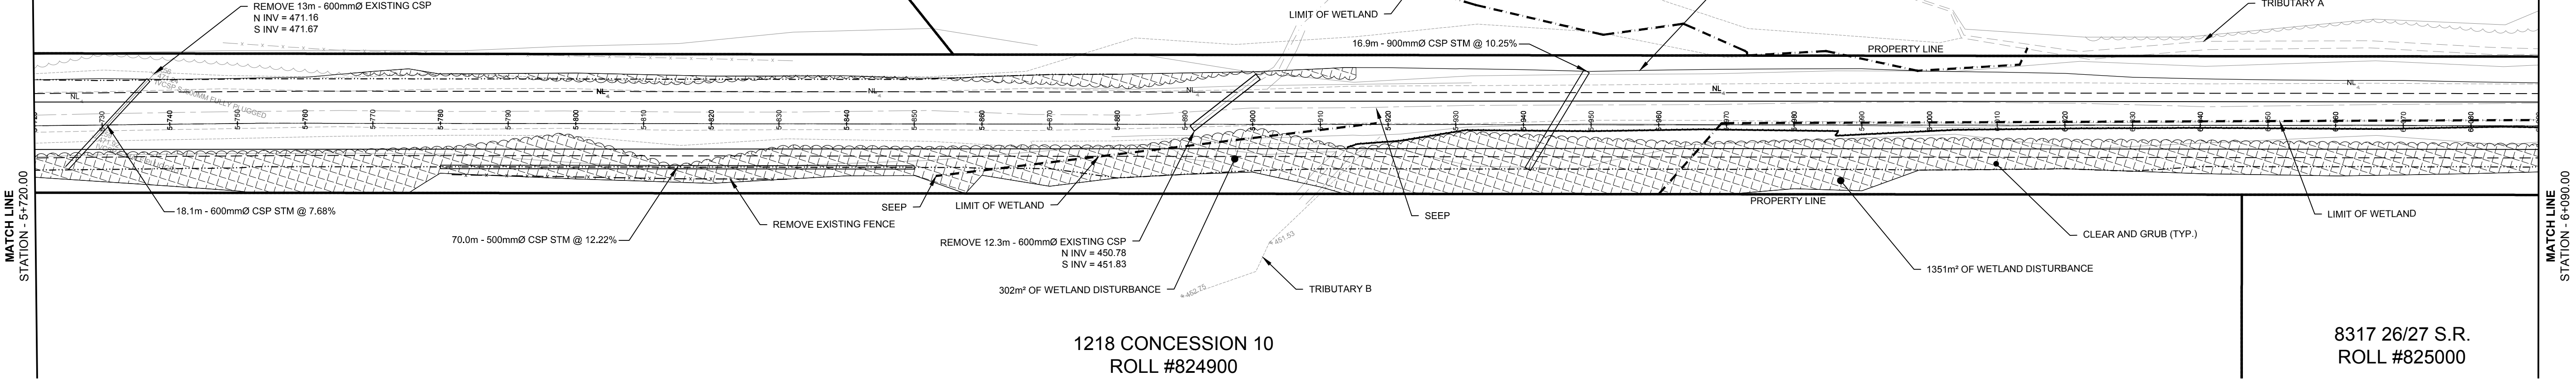 REMOVE 13m - 600mmØ EXISTING CSP
N INV = 471.16
S INV = 471.67
LIMIT OF WETLAND
TRIBUTARY A
16.9m - 900mmØ CSP STM @ 10.25%
PROPERTY LINE
NL
NL
NL
NL
NL
NL
FULLY PLUGGED
5+730
5+740
5+750
5+760
5+770
5+780
5+790
5+800
5+810
5+820
5+830
5+840
5+850
5+860
5+870
5+880
5+890
5+900
5+910
5+920
5+930
5+940
5+950
5+960
5+970
5+980
5+990
6+000
6+010
6+020
6+030
6+040
6+050
6+060
6+070
6+080
MATCH LINE
STATION - 5+720.00
18.1m - 600mmØ CSP STM @ 7.68%
70.0m - 500mmØ CSP STM @ 12.22%
REMOVE EXISTING FENCE
SEEP
LIMIT OF WETLAND
REMOVE 12.3m - 600mmØ EXISTING CSP
N INV = 450.78
S INV = 451.83
302m² OF WETLAND DISTURBANCE
451.53
452.75
TRIBUTARY B
SEEP
PROPERTY LINE
1351m² OF WETLAND DISTURBANCE
CLEAR AND GRUB (TYP.)
LIMIT OF WETLAND
MATCH LINE
STATION - 6+090.00
1218 CONCESSION 10
ROLL #824900
8317 26/27 S.R.
ROLL #825000